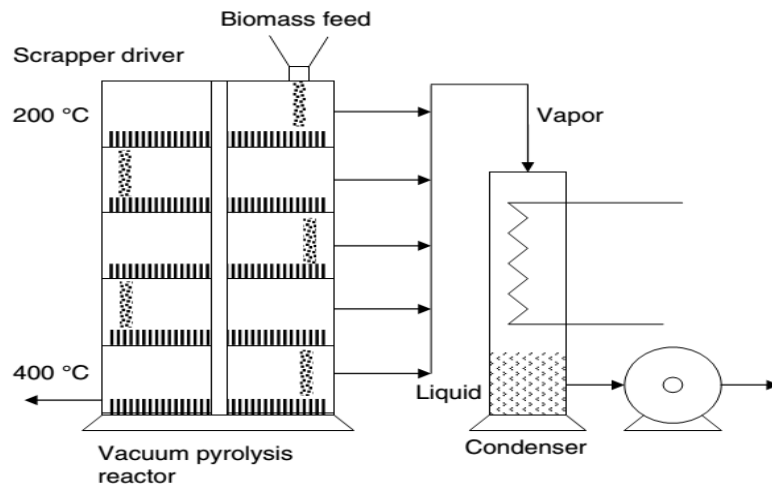 Biomass feed
Scrapper driver
200 °C
Vapor
400 °C
Liquid
Vacuum pyrolysis
reactor
Condenser